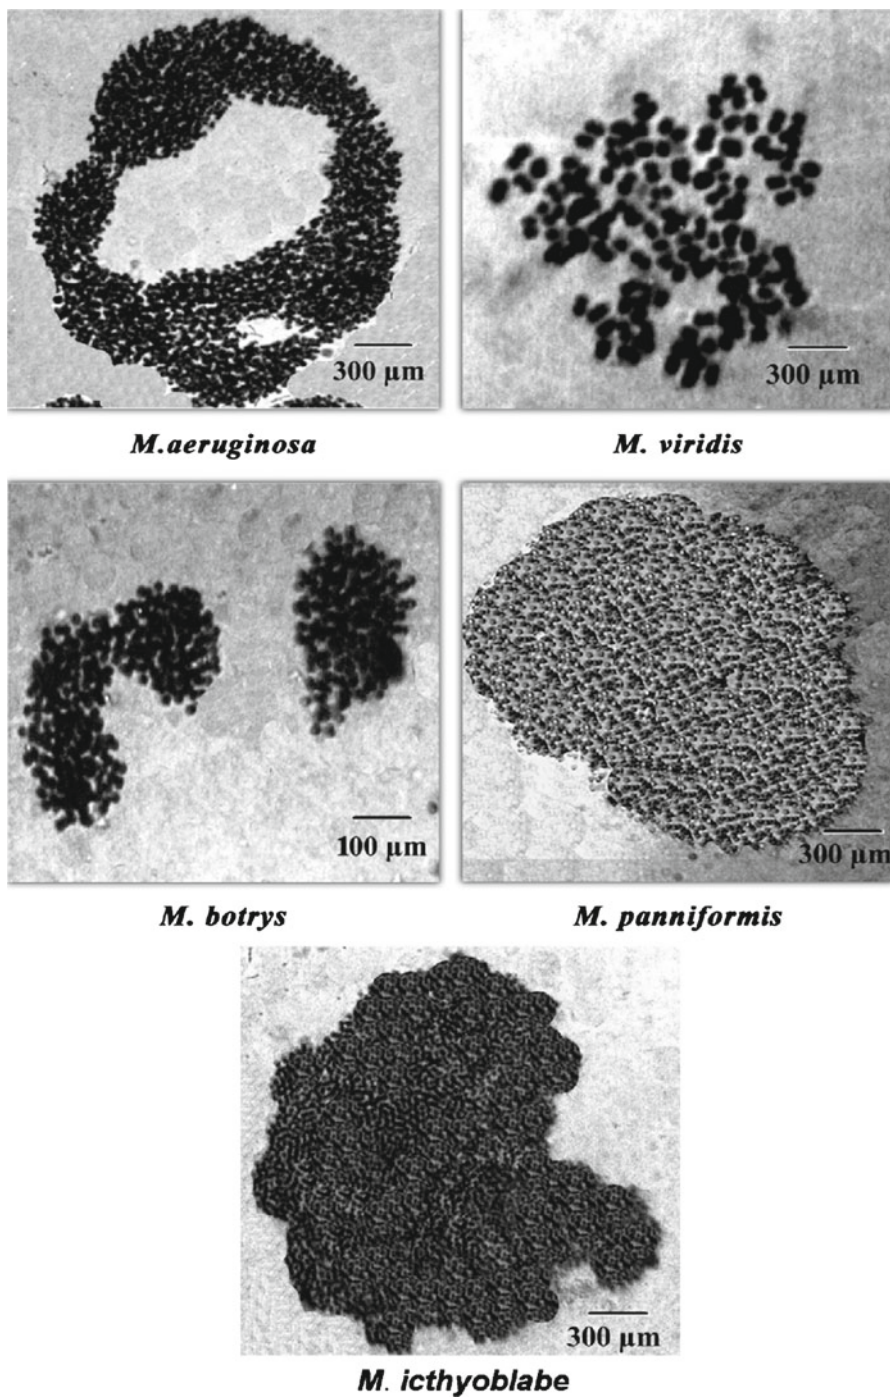 300 µm
300 µm
M.aeruginosa
M. viridis
100 µm
300 µm
M. botrys
M. panniformis
300 µm
M. icthyoblabe